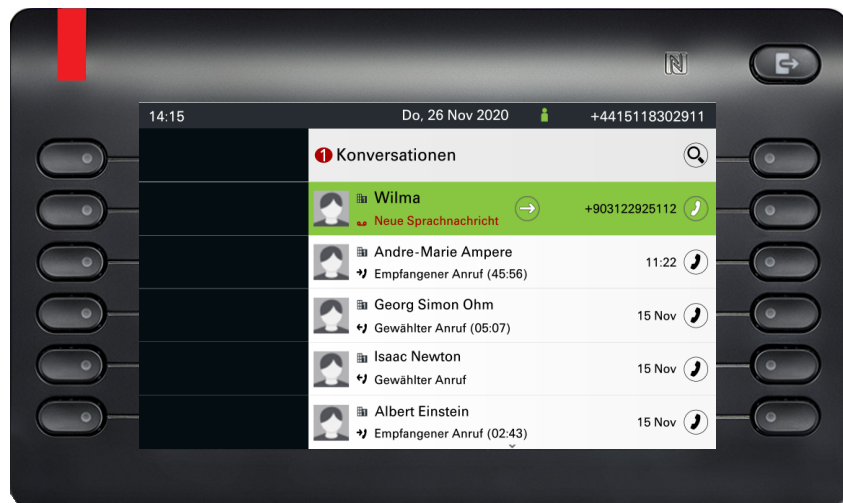 14:15 Do, 26 Nov 2020 +4415118302911
1 Konversationen
Wilma
Neue Sprachnachricht
+903122925112
Andre-Marie Ampere
Empfangener Anruf (45:56)
11:22
Georg Simon Ohm
Gewählter Anruf (05:07)
15 Nov
Isaac Newton
Gewählter Anruf
15 Nov
Albert Einstein
Empfangener Anruf (02:43)
15 Nov